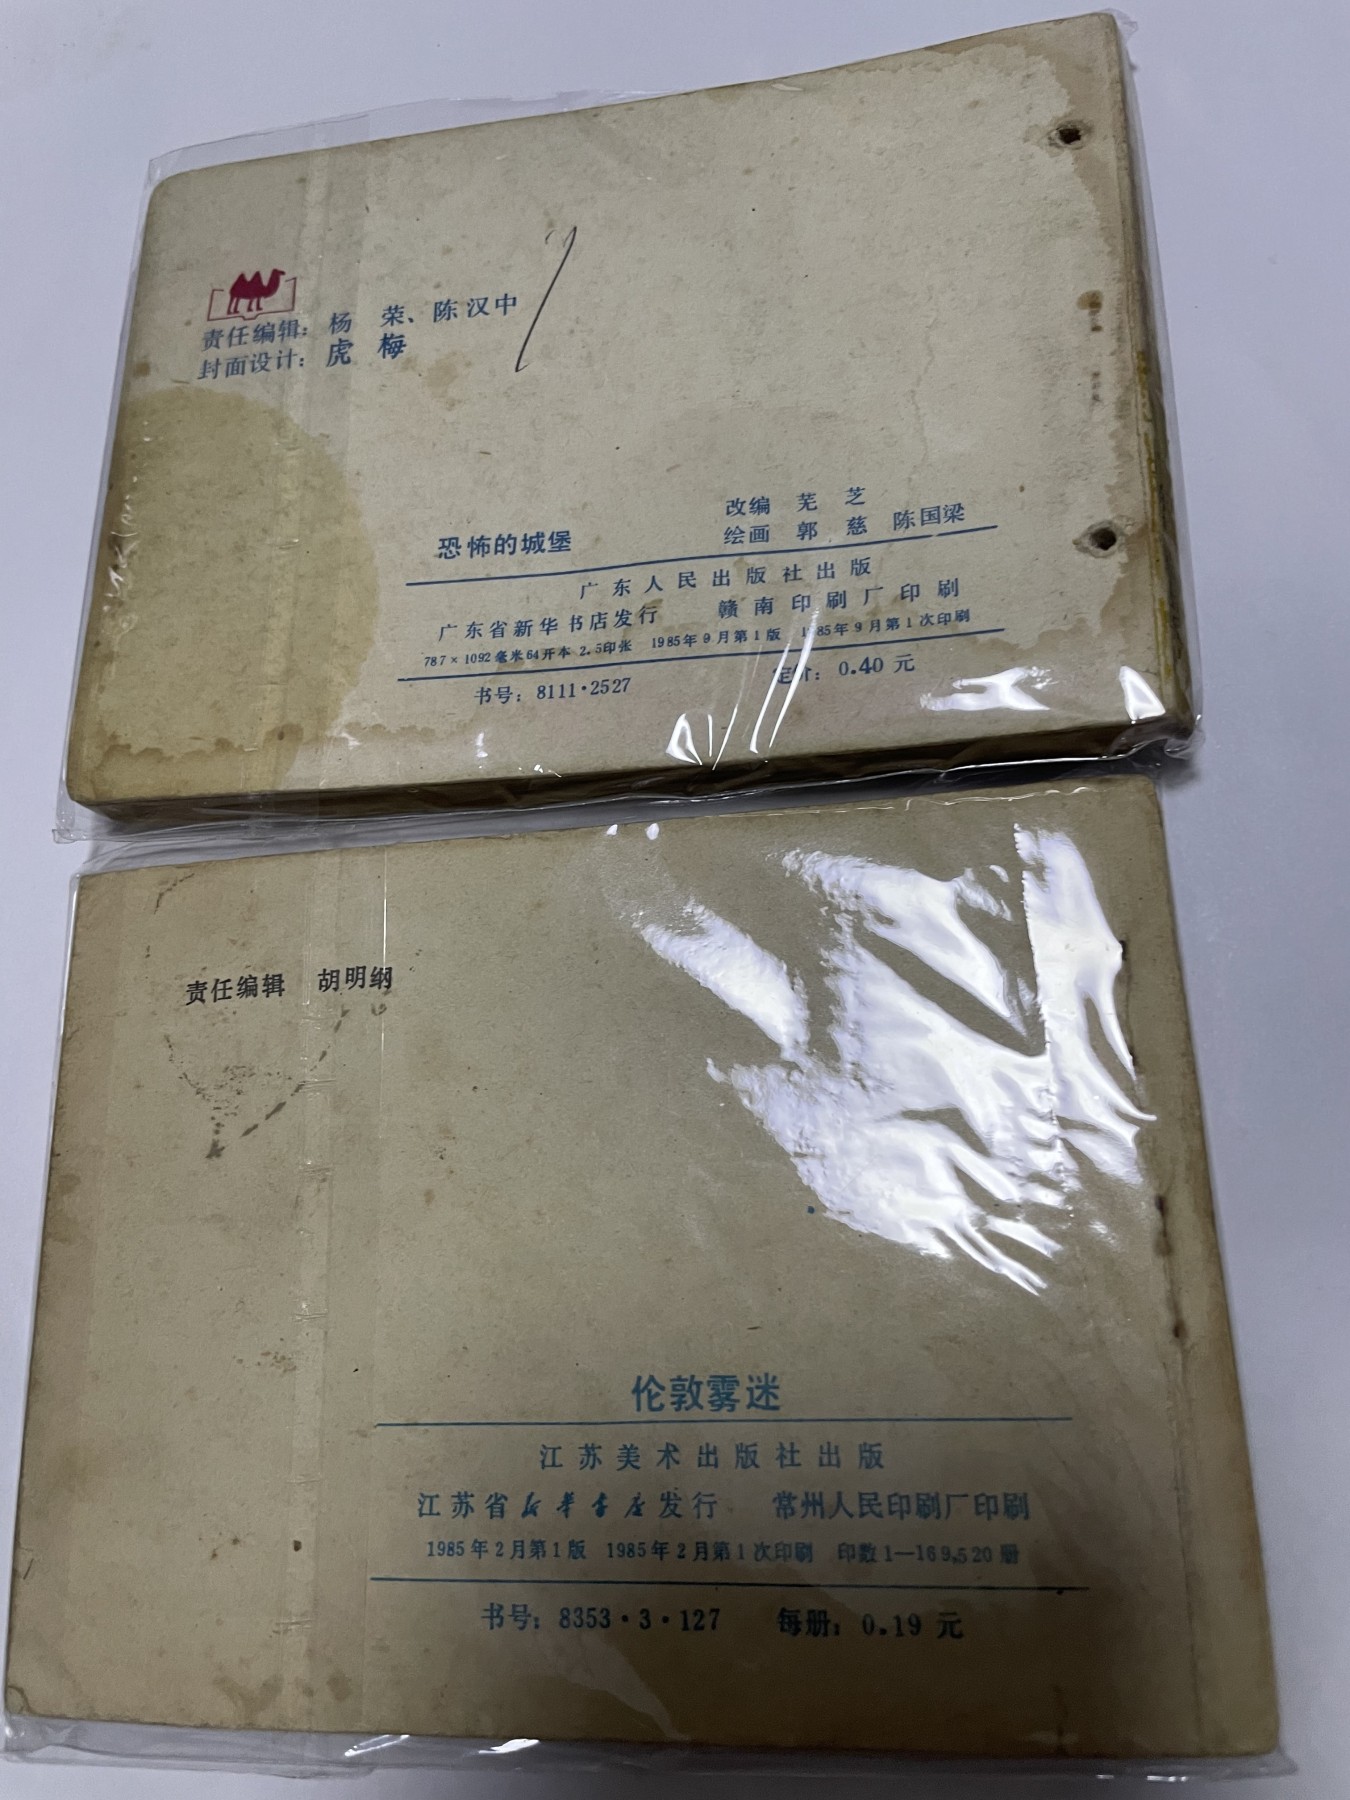 责任编辑：杨 荣、陈汉中
封面设计：虎 梅
改编 芜 芝
恐怖的城堡 绘画 郭 慈 陈国梁
广东人民出版社出版
广东省新华书店发行 赣南印刷厂印刷
787×1092毫米64开本 2.5印张 1985年9月第1版 1985年9月第1次印刷
书号：8111·2527 定价：0.40 元
责任编辑 胡明纲
伦敦雾迷
江苏美术出版社出版
江苏省新华书店发行 常州人民印刷厂印刷
1985年2月第1版 1985年2月第1次印刷 印数1—169,520册
书号：8353·3·127 每册：0.19 元